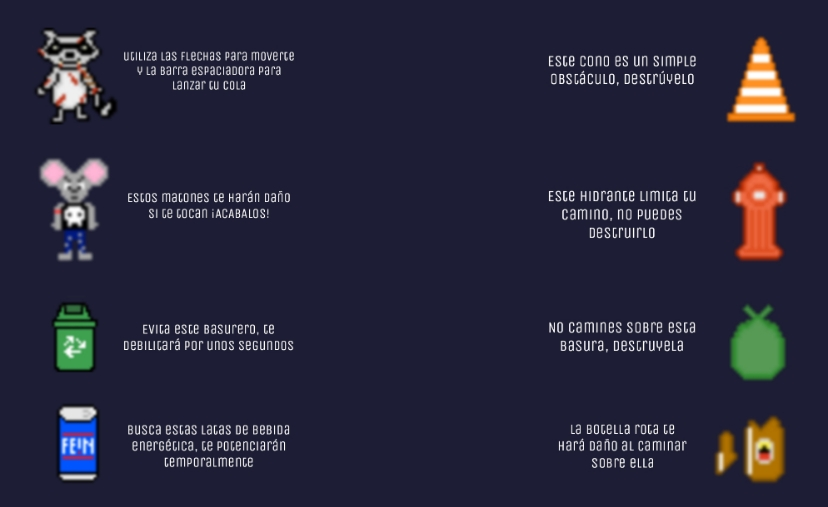 Utiliza las flechas para moverte
y la barra espaciadora para
lanzar tu cola
Estos matones te harán daño
si te tocan ¡ACABALOS!
Evita este basurero, te
debilitará por unos segundos
Busca estas latas de bebida
energética, te potenciarán
temporalmente
FEIN
Este cono es un simple
obstáculo, destrúyelo
Este hidrante limita tu
camino, no puedes
destruirlo
No camines sobre esta
basura, destruyela
La botella rota te
hará daño al caminar
sobre ella